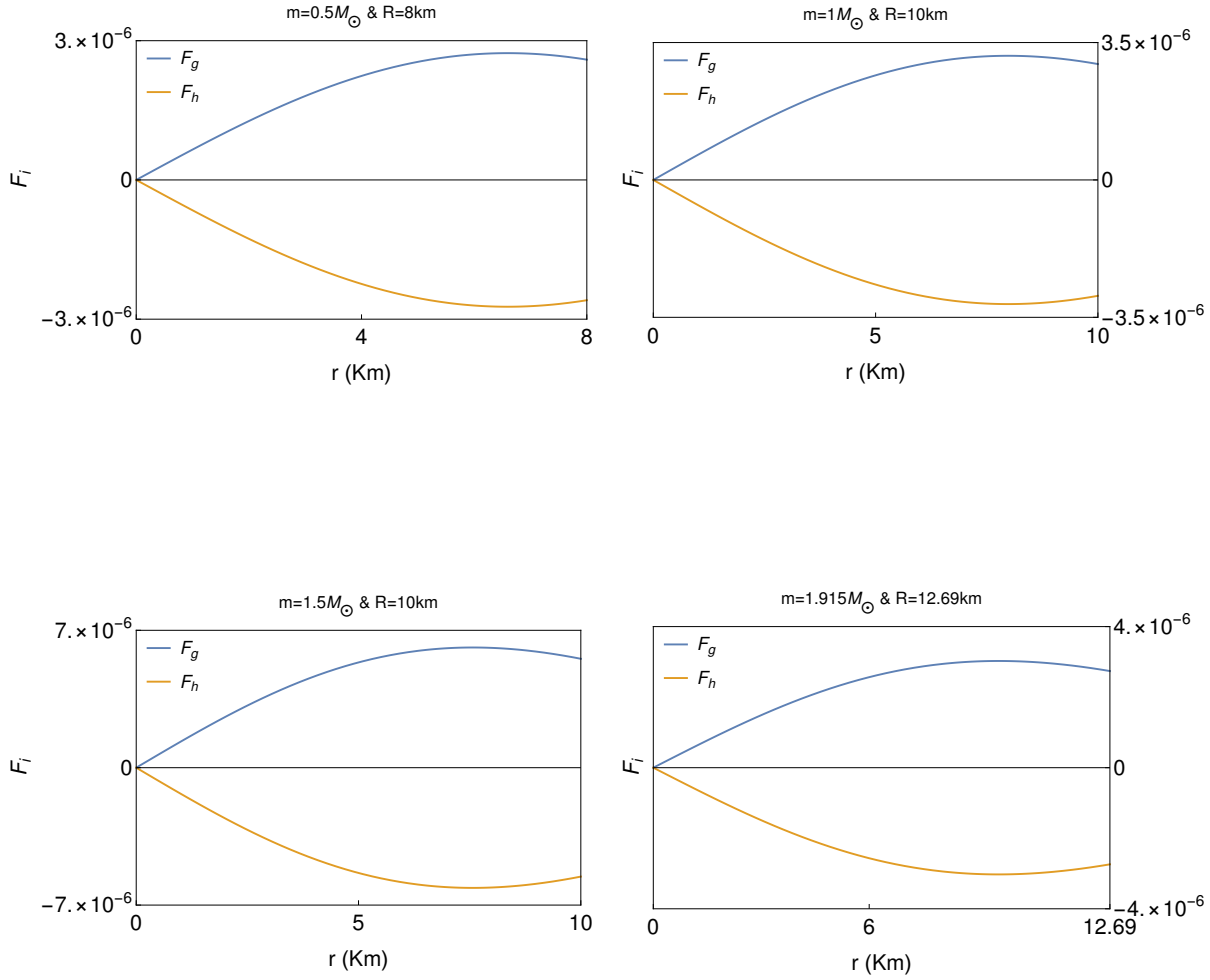 m=0.5M⊙ & R=8km
3.×10⁻⁶
F_g
F_h
0
F_i
-3.×10⁻⁶
0
4
8
r (Km)
m=1M⊙ & R=10km
3.5×10⁻⁶
F_g
F_h
0
F_i
-3.5×10⁻⁶
0
5
10
r (Km)
m=1.5M⊙ & R=10km
7.×10⁻⁶
F_g
F_h
0
F_i
-7.×10⁻⁶
0
5
10
r (Km)
m=1.915M⊙ & R=12.69km
4.×10⁻⁶
F_g
F_h
0
F_i
-4.×10⁻⁶
0
6
12.69
r (Km)